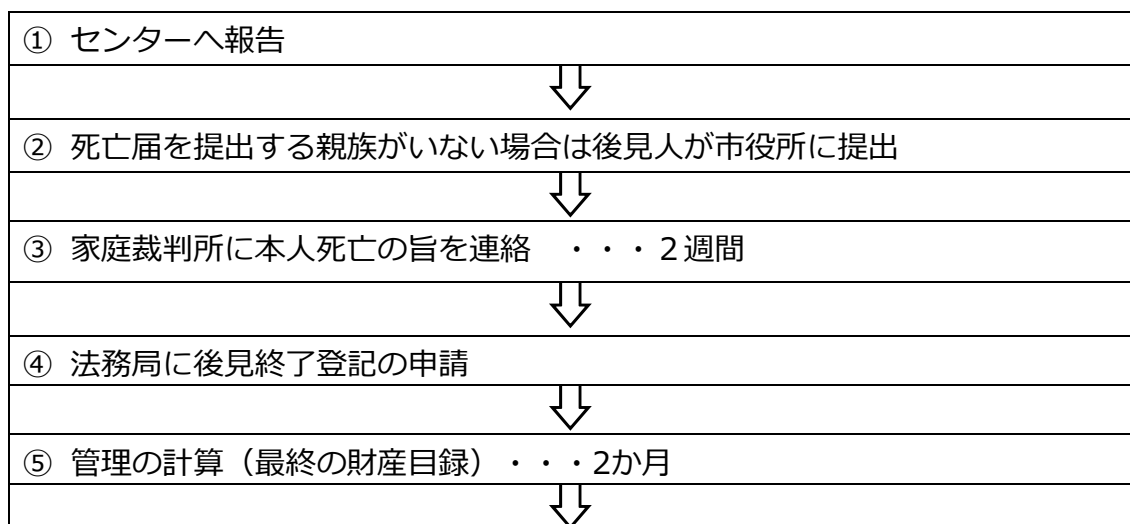 ① センターへ報告
② 死亡届を提出する親族がいない場合は後見人が市役所に提出
③ 家庭裁判所に本人死亡の旨を連絡　・・・２週間
④ 法務局に後見終了登記の申請
⑤ 管理の計算（最終の財産目録）・・・2か月